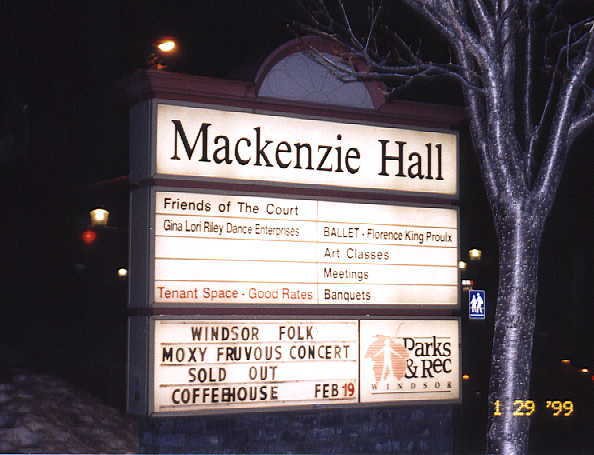 Mackenzie Hall
Friends of The Court
Gina Lori Riley Dance Enterprises
BALLET - Florence King Proulx
Art Classes
Meetings
Tenant Space - Good Rates
Banquets
WINDSOR FOLK
MOXY FRUVOUS CONCERT
SOLD OUT
COFFEEHOUSE FEB 19
Parks
& Rec
WINDSOR
1 29 '99